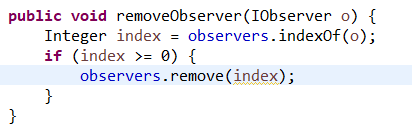 public void removeObserver(IObserver o) {
    Integer index = observers.indexOf(o);
    if (index >= 0) {
        observers.remove(index);
    }
}